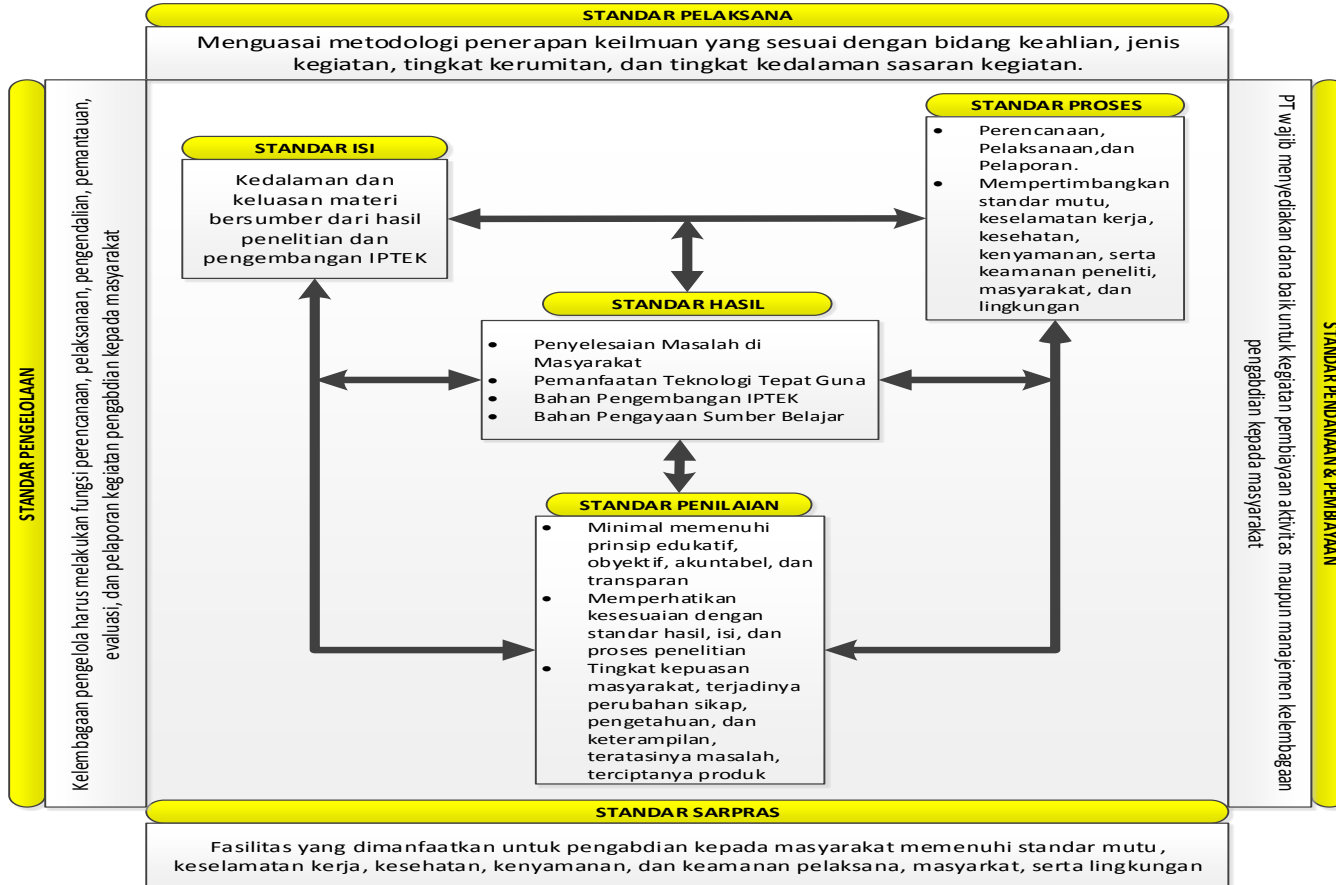 STANDAR PELAKSANA
Menguasai metodologi penerapan keilmuan yang sesuai dengan bidang keahlian, jenis
kegiatan, tingkat kerumitan, dan tingkat kedalaman sasaran kegiatan.
STANDAR PENGELOLAAN
Kelembagaan pengelola harus melakukan fungsi perencanaan, pelaksanaan, pengendalian, pemantauan,
evaluasi, dan pelaporan kegiatan pengabdian kepada masyarakat
STANDAR ISI
Kedalaman dan
keluasan materi
bersumber dari hasil
penelitian dan
pengembangan IPTEK
STANDAR PROSES
• Perencanaan,
Pelaksanaan,dan
Pelaporan.
• Mempertimbangkan
standar mutu,
keselamatan kerja,
kesehatan,
kenyamanan, serta
keamanan peneliti,
masyarakat, dan
lingkungan
STANDAR HASIL
• Penyelesaian Masalah di
Masyarakat
• Pemanfaatan Teknologi Tepat Guna
• Bahan Pengembangan IPTEK
• Bahan Pengayaan Sumber Belajar
STANDAR PENILAIAN
• Minimal memenuhi
prinsip edukatif,
obyektif, akuntabel, dan
transparan
• Memperhatikan
kesesuaian dengan
standar hasil, isi, dan
proses penelitian
• Tingkat kepuasan
masyarakat, terjadinya
perubahan sikap,
pengetahuan, dan
keterampilan,
teratasinya masalah,
terciptanya produk
STANDAR PENDANAAN & PEMBIAYAAN
PT wajib menyediakan dana baik untuk kegiatan pembiayaan aktivitas maupun manajemen kelembagaan
pengabdian kepada masyarakat
STANDAR SARPRAS
Fasilitas yang dimanfaatkan untuk pengabdian kepada masyarakat memenuhi standar mutu,
keselamatan kerja, kesehatan, kenyamanan, dan keamanan pelaksana, masyarkat, serta lingkungan